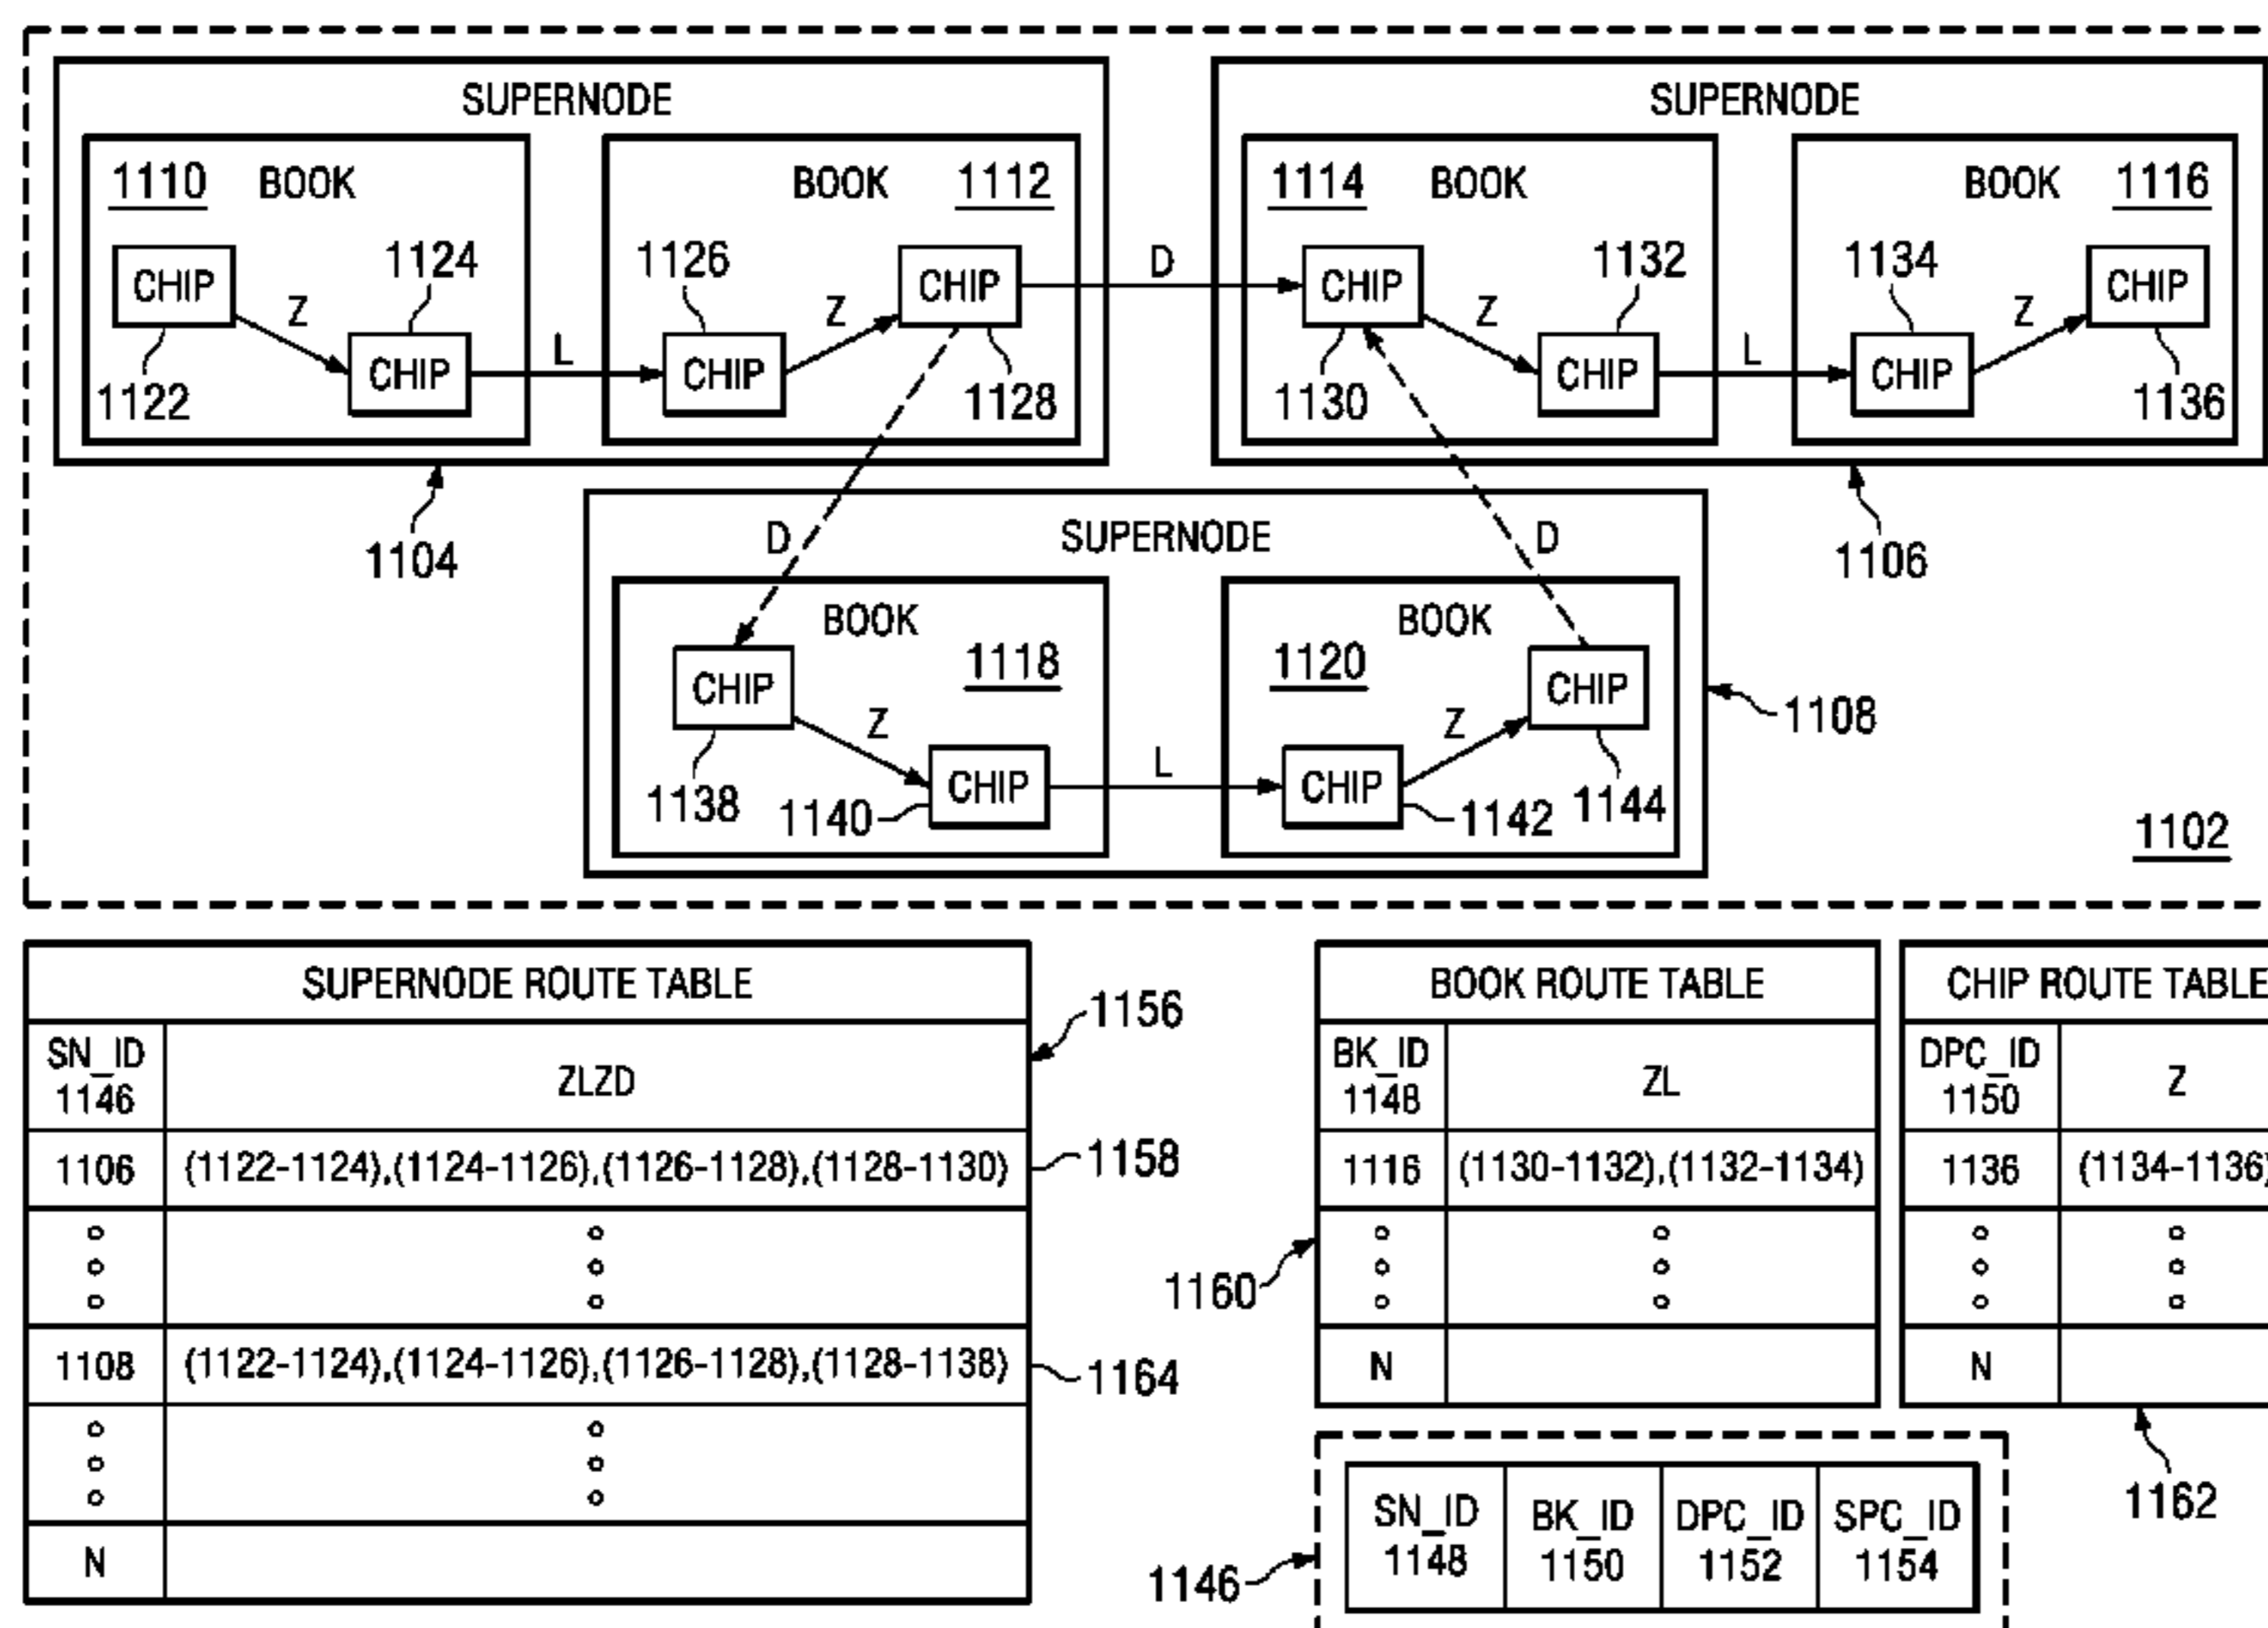 SUPERNODE
1110 BOOK
CHIP
1122
Z
1124
CHIP
L
BOOK 1112
1126
CHIP
Z
CHIP
1128
1104
D
SUPERNODE
1114 BOOK
CHIP
1130
Z
1132
CHIP
L
BOOK 1116
1134
CHIP
Z
CHIP
1136
1106
D
D
SUPERNODE
BOOK
1118
CHIP
1138
Z
CHIP
1140
L
BOOK
1120
CHIP
1142
Z
CHIP
1144
1108
1102
SUPERNODE ROUTE TABLE
1156
SN_ID
1146
ZLZD
1106 (1122-1124),(1124-1126),(1126-1128),(1128-1130) 1158
1108 (1122-1124),(1124-1126),(1126-1128),(1128-1138) 1164
N
BOOK ROUTE TABLE
BK_ID
1148
ZL
1116 (1130-1132),(1132-1134)
1160
N
CHIP ROUTE TABLE
DPC_ID
1150
Z
1136 (1134-1136)
N
1162
1146
SN_ID
1148
BK_ID
1150
DPC_ID
1152
SPC_ID
1154